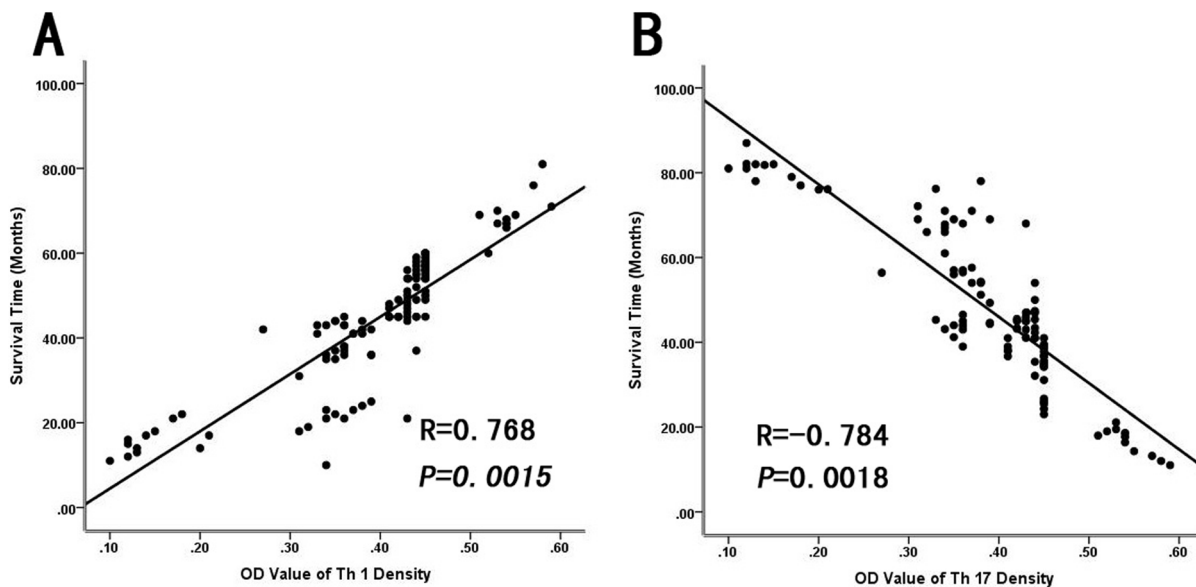 A
100.00
80.00
60.00
40.00
20.00
.00
Survival Time (Months)
R=0.768
P=0.0015
.10 .20 .30 .40 .50 .60
OD Value of Th 1 Density
B
100.00
80.00
60.00
40.00
20.00
.00
Survival Time (Months)
R=-0.784
P=0.0018
.10 .20 .30 .40 .50 .60
OD Value of Th 17 Density